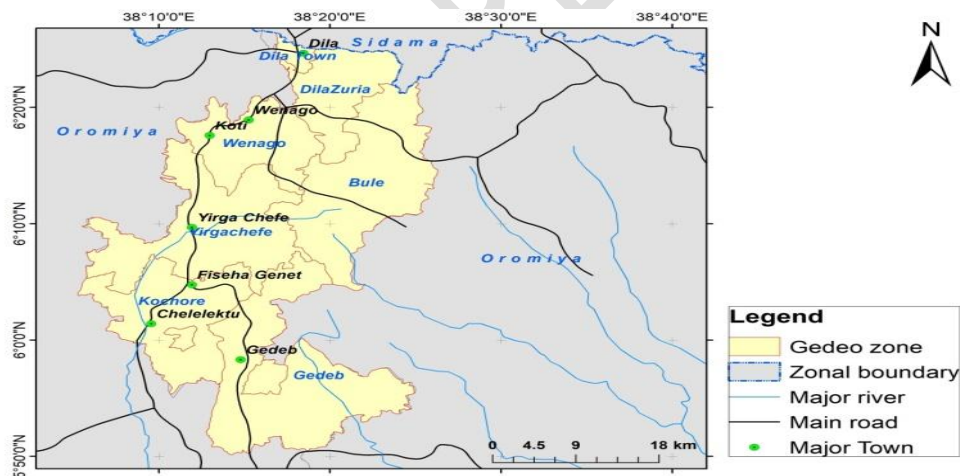 38°10'0"E 38°20'0"E 38°30'0"E 38°40'0"E
N
Dila
Sidama
Dila Town
DilaZuria
6°20'0"N
Wenago
Koti
Oromiya
Wenago
Bule
6°10'0"N
Yirga Chefe
Yirgachefe
Oromiya
Fiseha Genet
Kochore
Chelelektu
6°0'0"N
Gedeb
Gedeb
5°50'0"N
0 4.5 9 18 km
Legend
Gedeo zone
Zonal boundary
Major river
Main road
Major Town